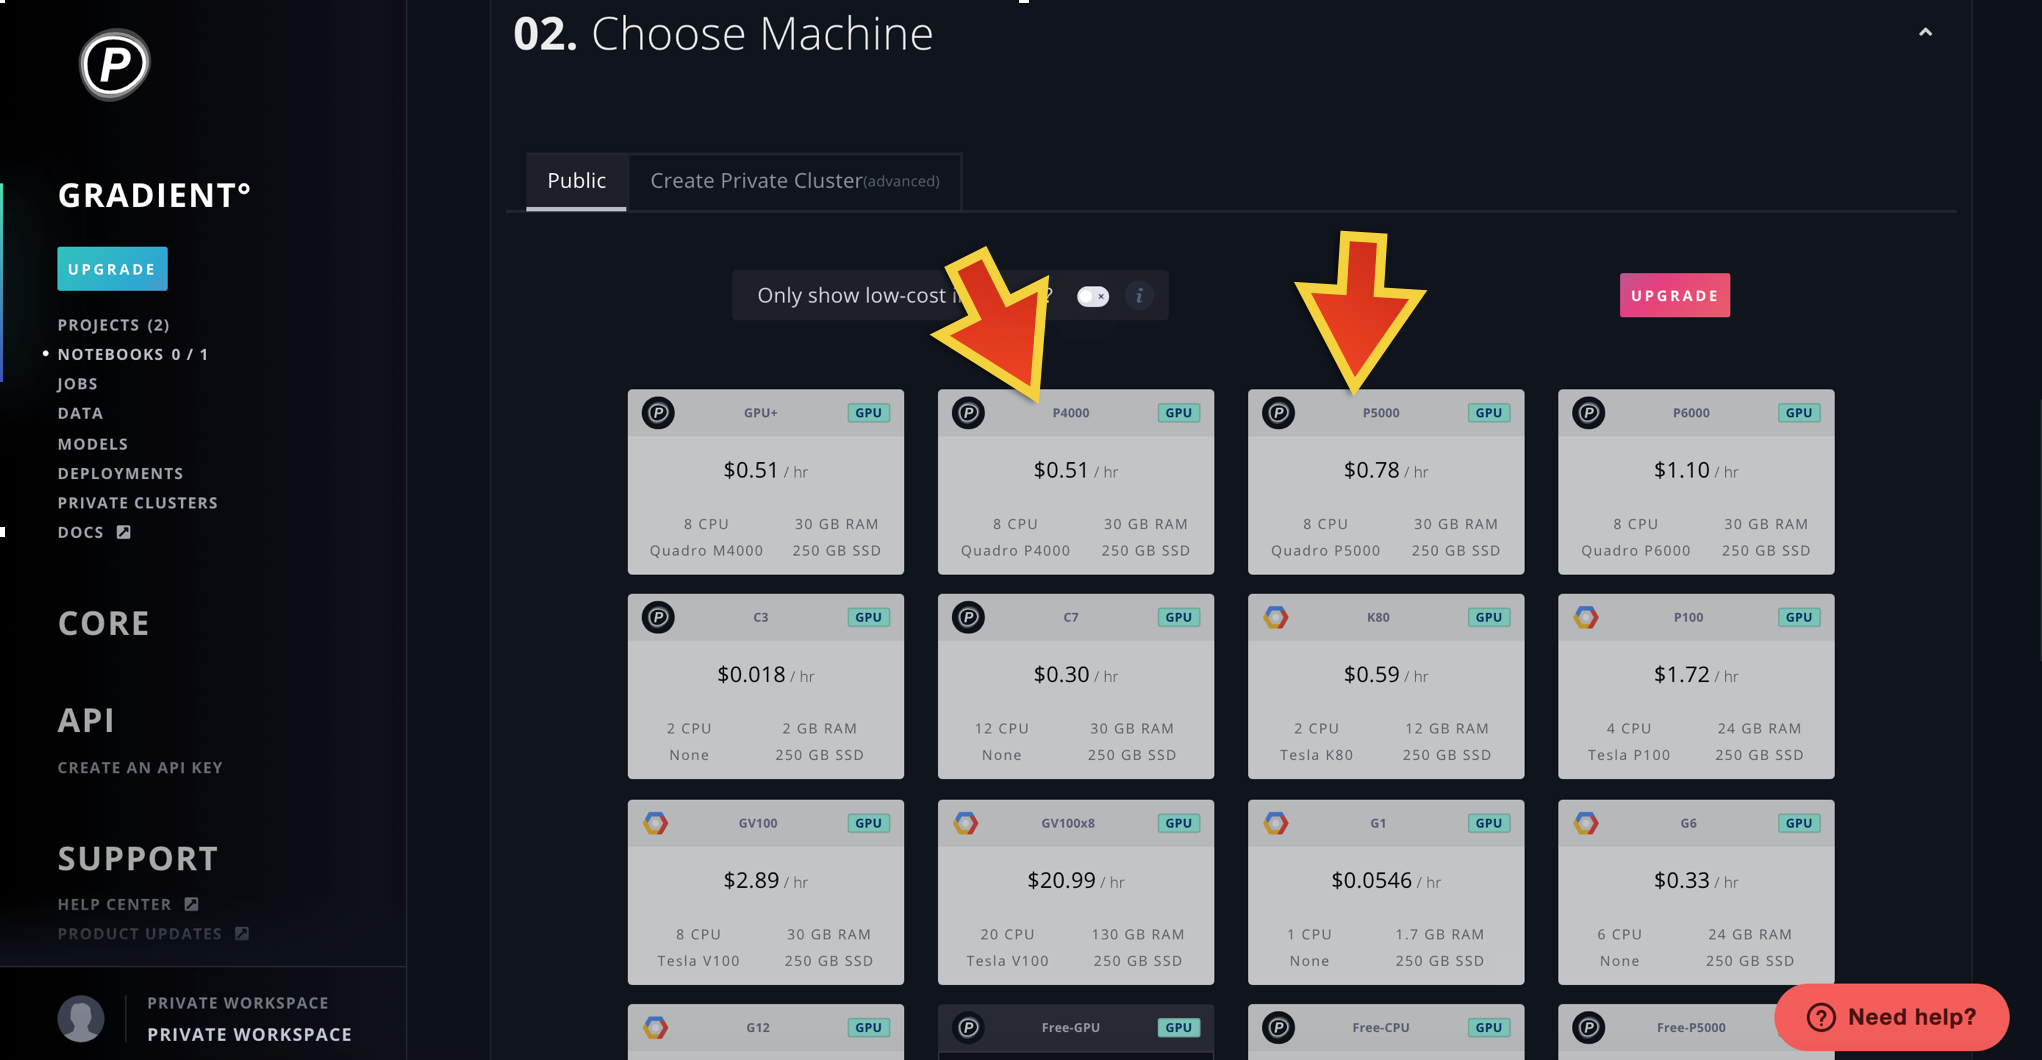 02. Choose Machine
P
GRADIENT°
UPGRADE
PROJECTS (2)
NOTEBOOKS 0 / 1
JOBS
DATA
MODELS
DEPLOYMENTS
PRIVATE CLUSTERS
DOCS
CORE
API
CREATE AN API KEY
SUPPORT
HELP CENTER
PRODUCT UPDATES
PRIVATE WORKSPACE
PRIVATE WORKSPACE
Public
Create Private Cluster(advanced)
Only show low-cost ?
i
UPGRADE
P GPU+ GPU
$0.51 / hr
8 CPU 30 GB RAM
Quadro M4000 250 GB SSD
P P4000 GPU
$0.51 / hr
8 CPU 30 GB RAM
Quadro P4000 250 GB SSD
P P5000 GPU
$0.78 / hr
8 CPU 30 GB RAM
Quadro P5000 250 GB SSD
P P6000 GPU
$1.10 / hr
8 CPU 30 GB RAM
Quadro P6000 250 GB SSD
P C3 GPU
$0.018 / hr
2 CPU 2 GB RAM
None 250 GB SSD
P C7 GPU
$0.30 / hr
12 CPU 30 GB RAM
None 250 GB SSD
K80 GPU
$0.59 / hr
2 CPU 12 GB RAM
Tesla K80 250 GB SSD
P100 GPU
$1.72 / hr
4 CPU 24 GB RAM
Tesla P100 250 GB SSD
GV100 GPU
$2.89 / hr
8 CPU 30 GB RAM
Tesla V100 250 GB SSD
GV100x8 GPU
$20.99 / hr
20 CPU 130 GB RAM
Tesla V100 250 GB SSD
G1 GPU
$0.0546 / hr
1 CPU 1.7 GB RAM
None 250 GB SSD
G6 GPU
$0.33 / hr
6 CPU 24 GB RAM
None 250 GB SSD
G12 GPU
P Free-GPU GPU
P Free-CPU GPU
P Free-P5000
? Need help?